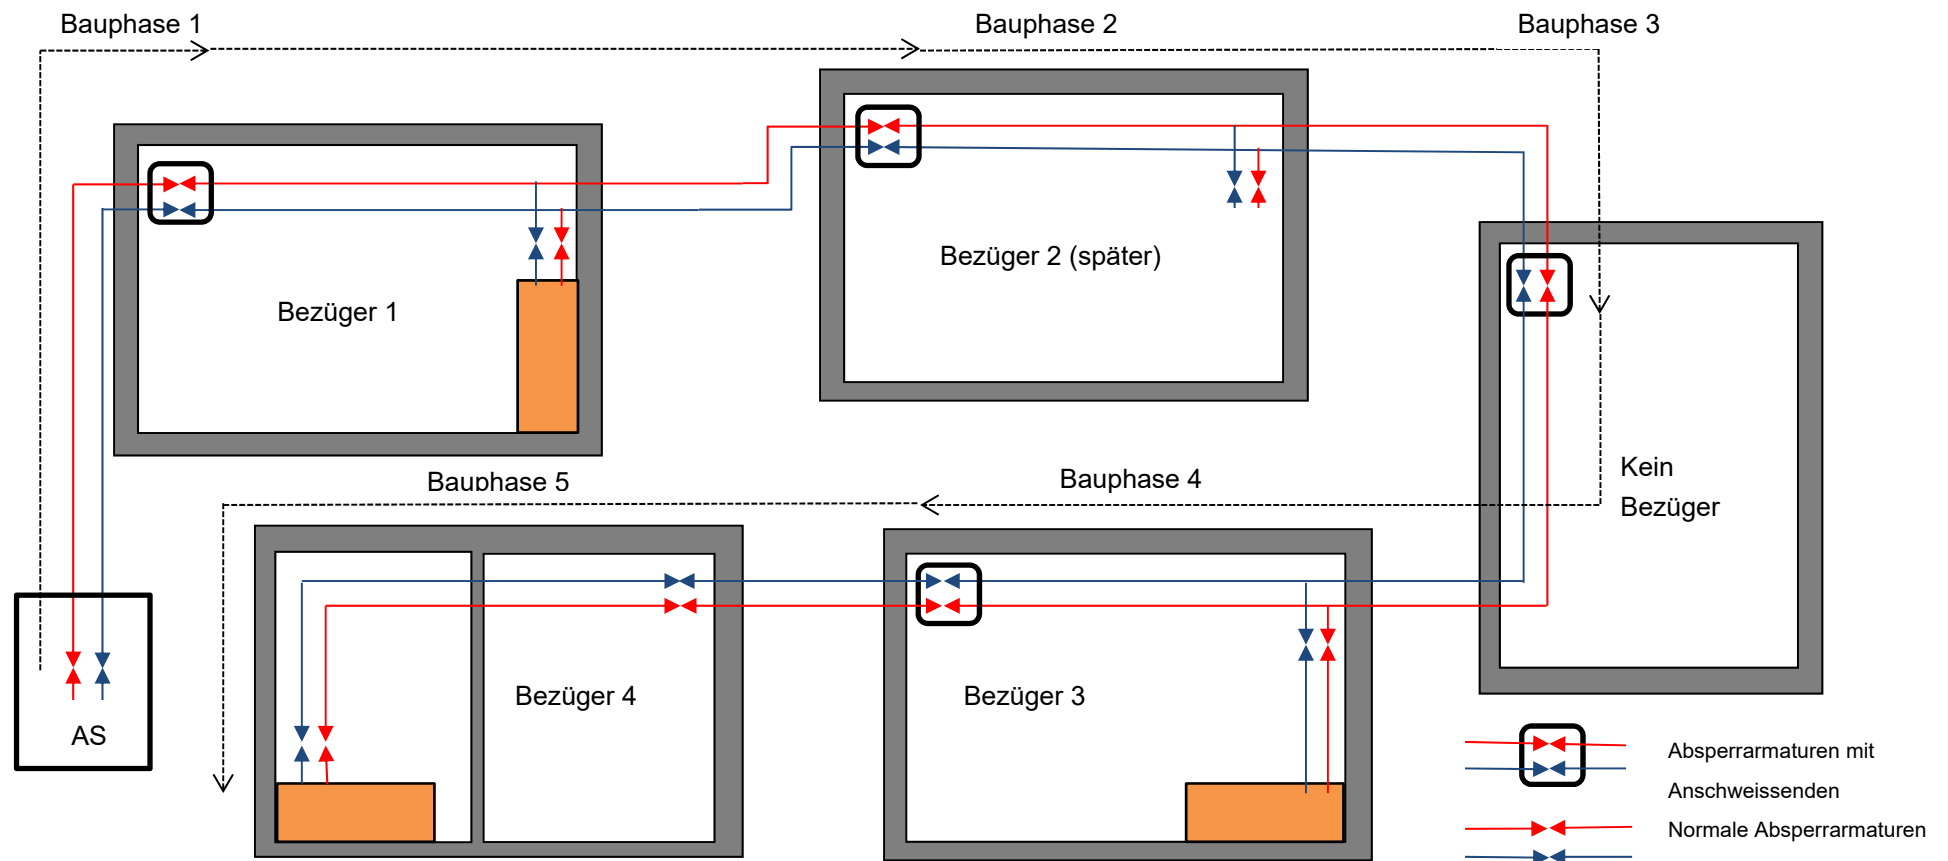 Bauphase 1
Bauphase 2
Bauphase 3
Bezüger 2 (später)
Bezüger 1
Kein
Bezüger
Bauphase 5
Bauphase 4
Bezüger 4
Bezüger 3
AS
Absperrarmaturen mit
Anschweissenden
Normale Absperrarmaturen